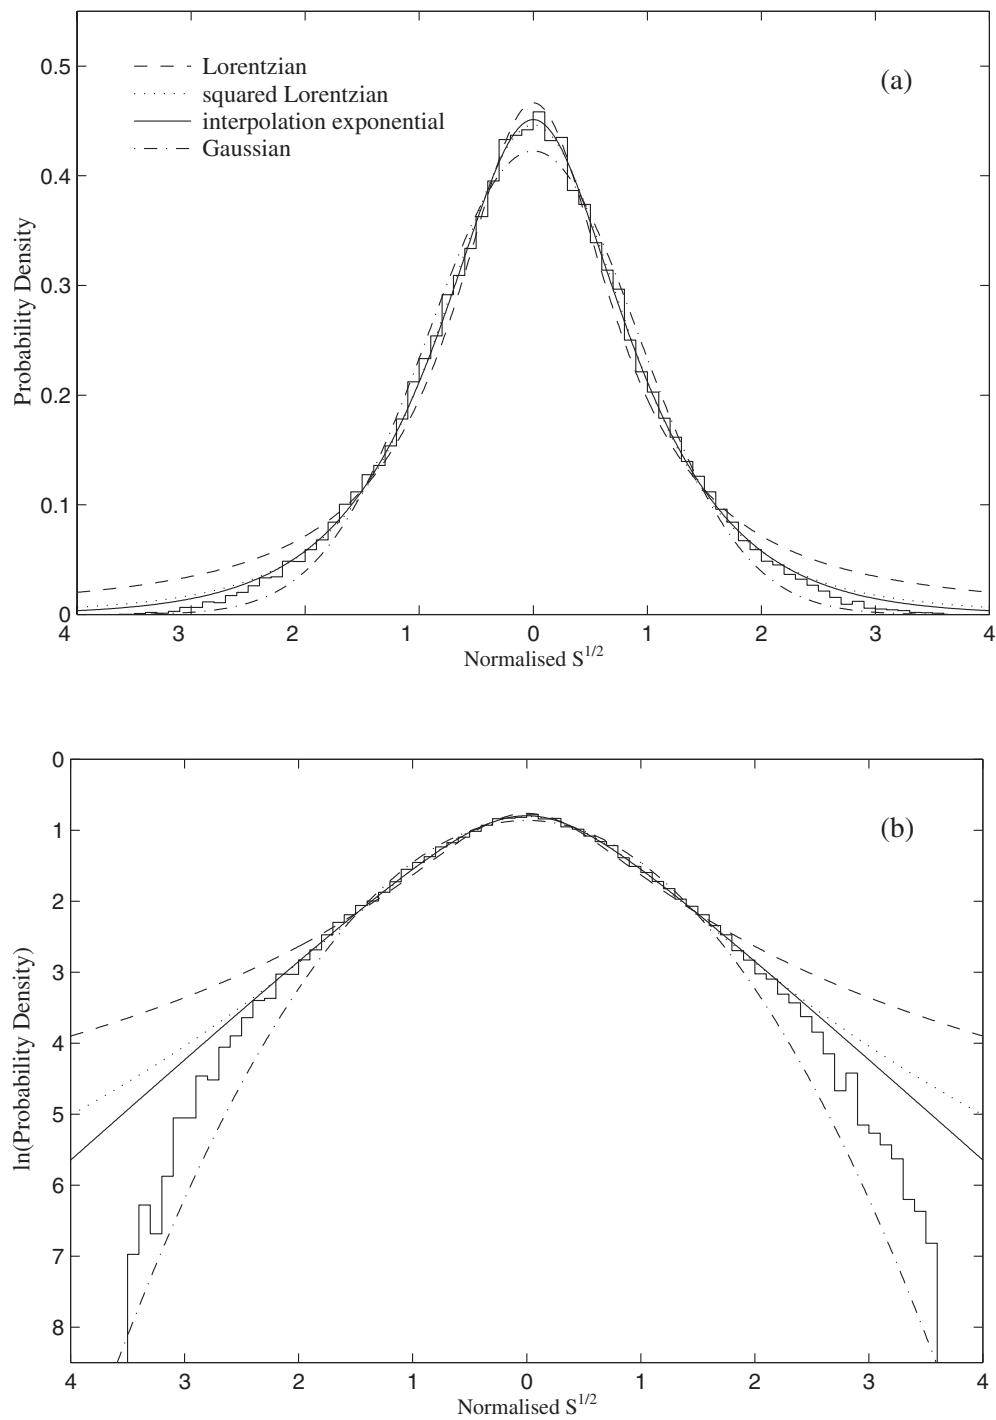 0.5
0.4
0.3
0.2
0.1
0
Probability Density
Lorentzian
squared Lorentzian
interpolation exponential
Gaussian
(a)
4 3 2 1 0 1 2 3 4
Normalised S^{1/2}
0
1
2
3
4
5
6
7
8
ln(Probability Density)
(b)
4 3 2 1 0 1 2 3 4
Normalised S^{1/2}